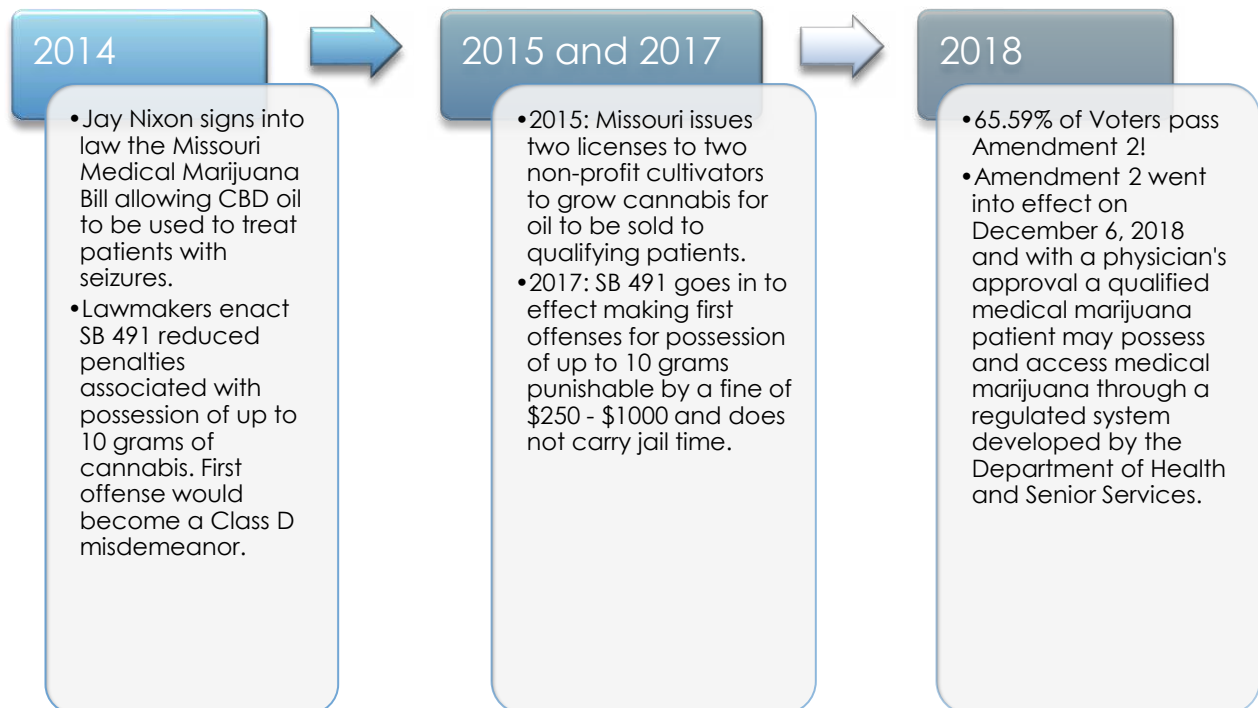 2014
•Jay Nixon signs into
law the Missouri
Medical Marijuana
Bill allowing CBD oil
to be used to treat
patients with
seizures.
•Lawmakers enact
SB 491 reduced
penalties
associated with
possession of up to
10 grams of
cannabis. First
offense would
become a Class D
misdemeanor.
2015 and 2017
•2015: Missouri issues
two licenses to two
non-profit cultivators
to grow cannabis for
oil to be sold to
qualifying patients.
•2017: SB 491 goes in to
effect making first
offenses for possession
of up to 10 grams
punishable by a fine of
$250 - $1000 and does
not carry jail time.
2018
•65.59% of Voters pass
Amendment 2!
•Amendment 2 went
into effect on
December 6, 2018
and with a physician's
approval a qualified
medical marijuana
patient may possess
and access medical
marijuana through a
regulated system
developed by the
Department of Health
and Senior Services.